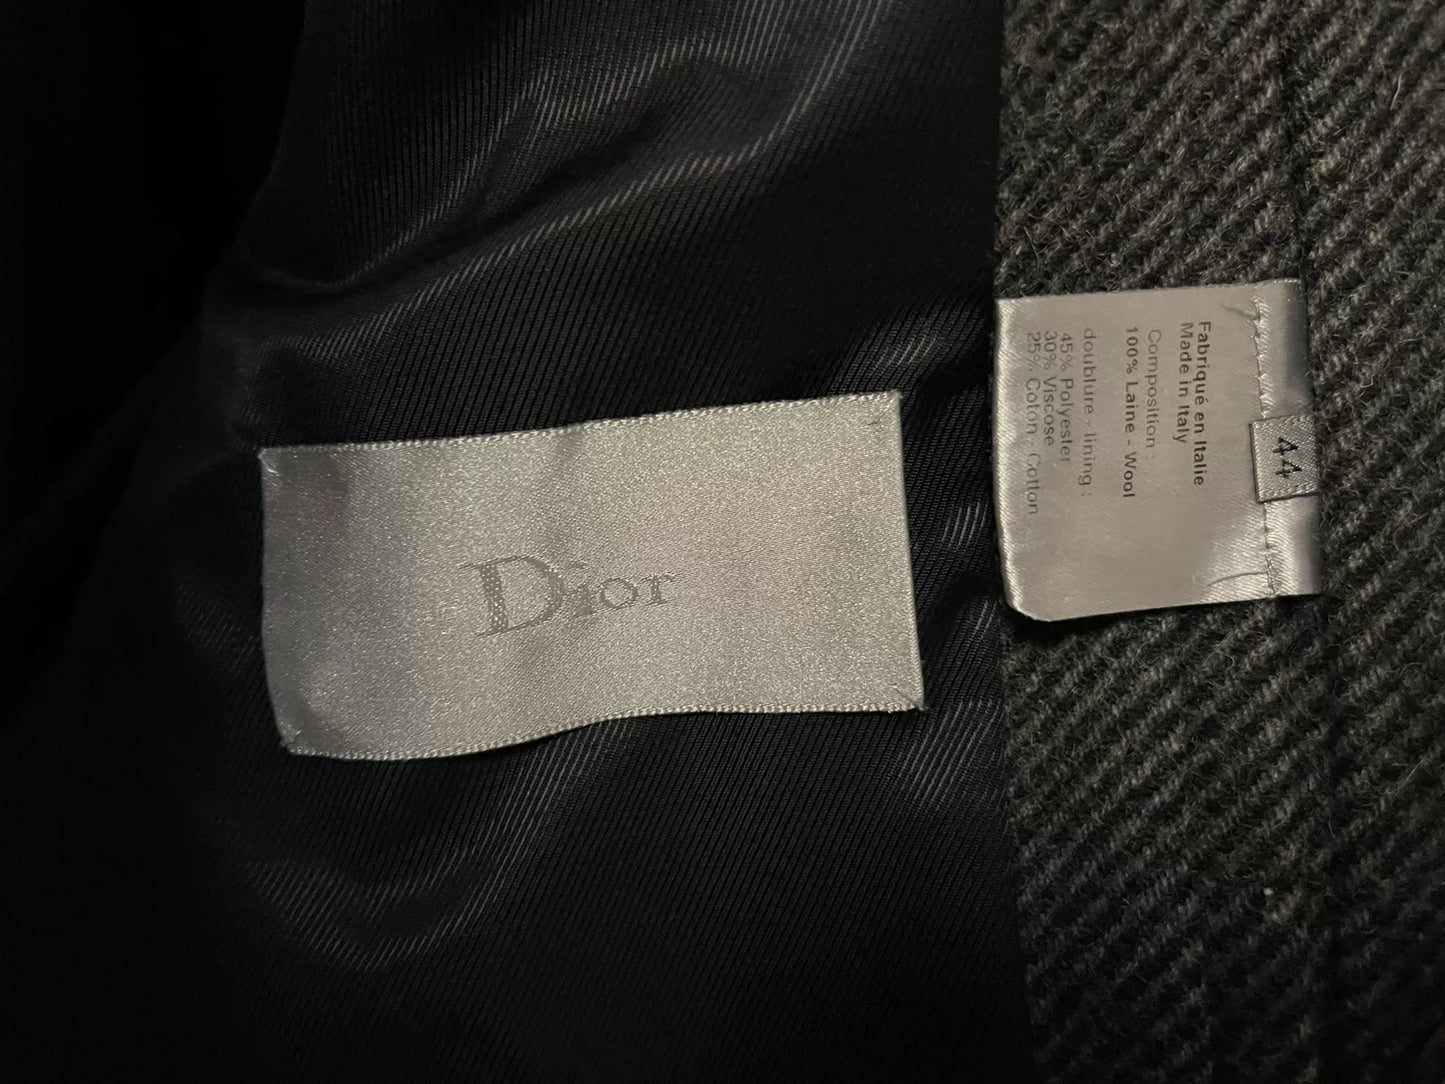 Dior
Fabriqué en Italie
Made in Italy
Composition :
100% Laine - Wool
doublure - lining :
45% Polyester
30% Viscose
25% Coton - Cotton
44